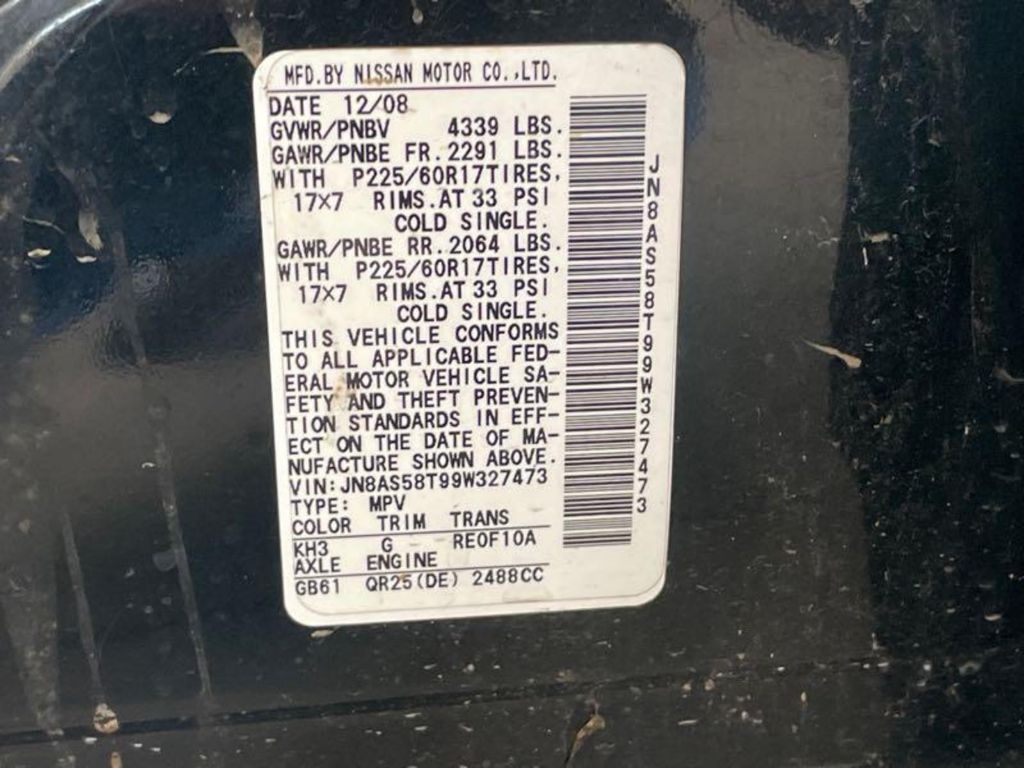 MFD.BY NISSAN MOTOR CO.,LTD.
DATE 12/08
GVWR/PNBV 4339 LBS.
GAWR/PNBE FR.2291 LBS.
WITH P225/60R17TIRES,
17×7 RIMS.AT 33 PSI
COLD SINGLE.
GAWR/PNBE RR.2064 LBS.
WITH P225/60R17TIRES,
17×7 RIMS.AT 33 PSI
COLD SINGLE.
THIS VEHICLE CONFORMS
TO ALL APPLICABLE FED-
ERAL MOTOR VEHICLE SA-
FETY AND THEFT PREVEN-
TION STANDARDS IN EFF-
ECT ON THE DATE OF MA-
NUFACTURE SHOWN ABOVE.
VIN:JN8AS58T99W327473
TYPE: MPV
COLOR TRIM TRANS
KH3 G RE0F10A
AXLE ENGINE
GB61 QR25(DE) 2488CC
JN8AS58T99W327473